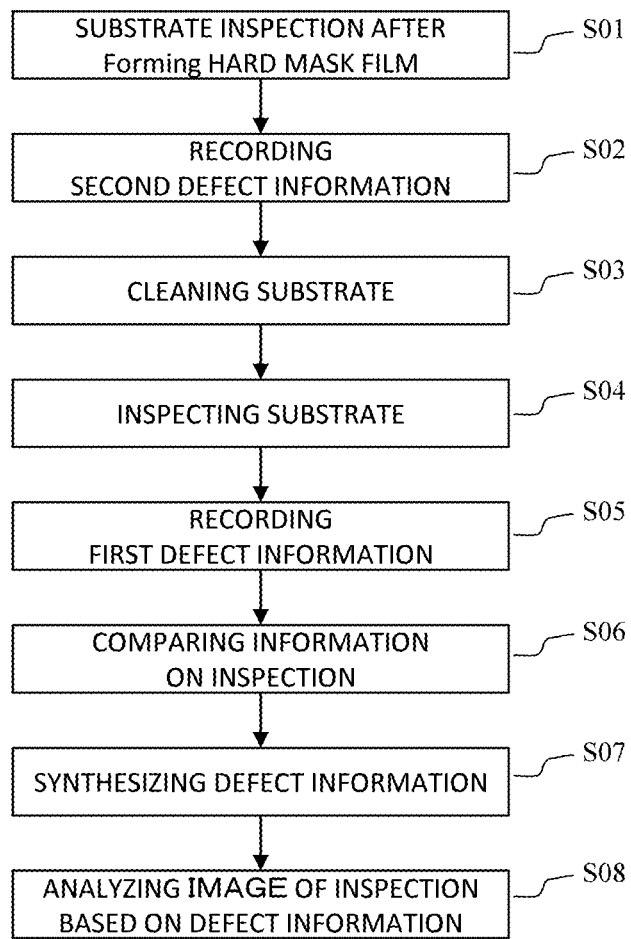 SUBSTRATE INSPECTION AFTER
Forming HARD MASK FILM
S01
RECORDING
SECOND DEFECT INFORMATION
S02
CLEANING SUBSTRATE
S03
INSPECTING SUBSTRATE
S04
RECORDING
FIRST DEFECT INFORMATION
S05
COMPARING INFORMATION
ON INSPECTION
S06
SYNTHESIZING DEFECT INFORMATION
S07
ANALYZING IMAGE OF INSPECTION
BASED ON DEFECT INFORMATION
S08